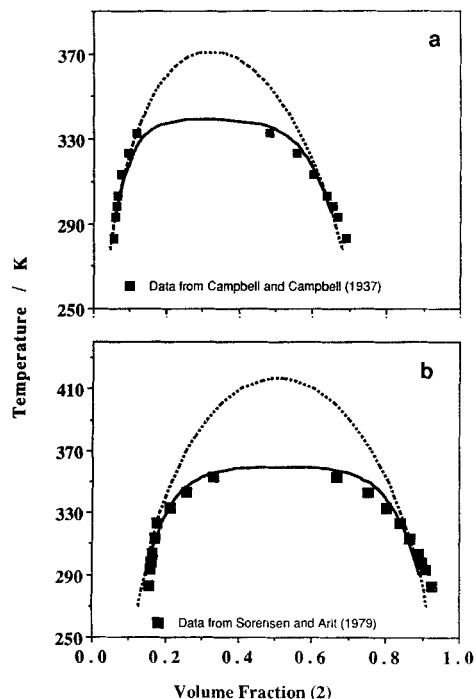 a
370
330
290
250
Data from Campbell and Campbell (1937)
Temperature / K
b
410
370
330
290
250
Data from Sorensen and Arit (1979)
0.0 0.2 0.4 0.6 0.8 1.0
Volume Fraction (2)